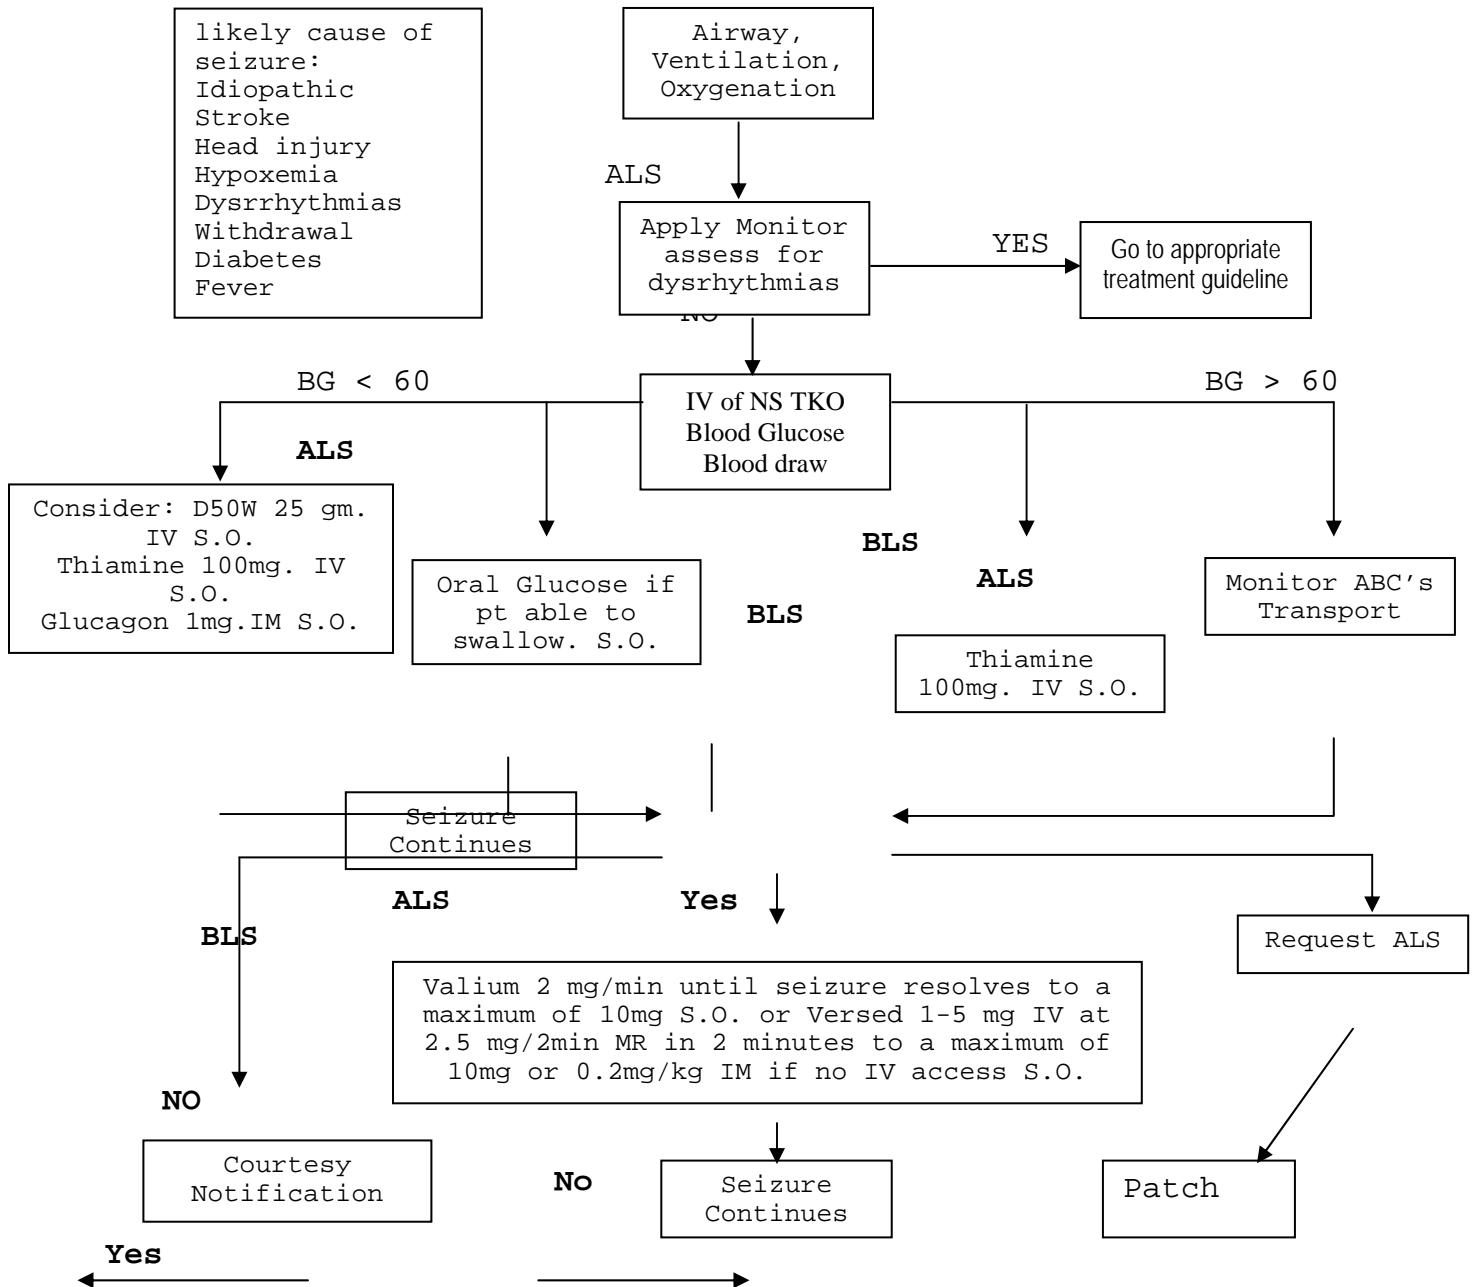 likely cause of
seizure:
Idiopathic
Stroke
Head injury
Hypoxemia
Dysrrhythmias
Withdrawal
Diabetes
Fever
Airway,
Ventilation,
Oxygenation
ALS
Apply Monitor
assess for
dysrhythmias
YES
Go to appropriate
treatment guideline
NO
BG < 60
IV of NS TKO
Blood Glucose
Blood draw
BG > 60
ALS
Consider: D50W 25 gm.
IV S.O.
Thiamine 100mg. IV
S.O.
Glucagon 1mg.IM S.O.
Oral Glucose if
pt able to
swallow. S.O.
BLS
BLS
ALS
Thiamine
100mg. IV S.O.
Monitor ABC's
Transport
Seizure
Continues
ALS
Yes
BLS
Request ALS
Valium 2 mg/min until seizure resolves to a
maximum of 10mg S.O. or Versed 1-5 mg IV at
2.5 mg/2min MR in 2 minutes to a maximum of
10mg or 0.2mg/kg IM if no IV access S.O.
NO
Courtesy
Notification
No
Seizure
Continues
Patch
Yes